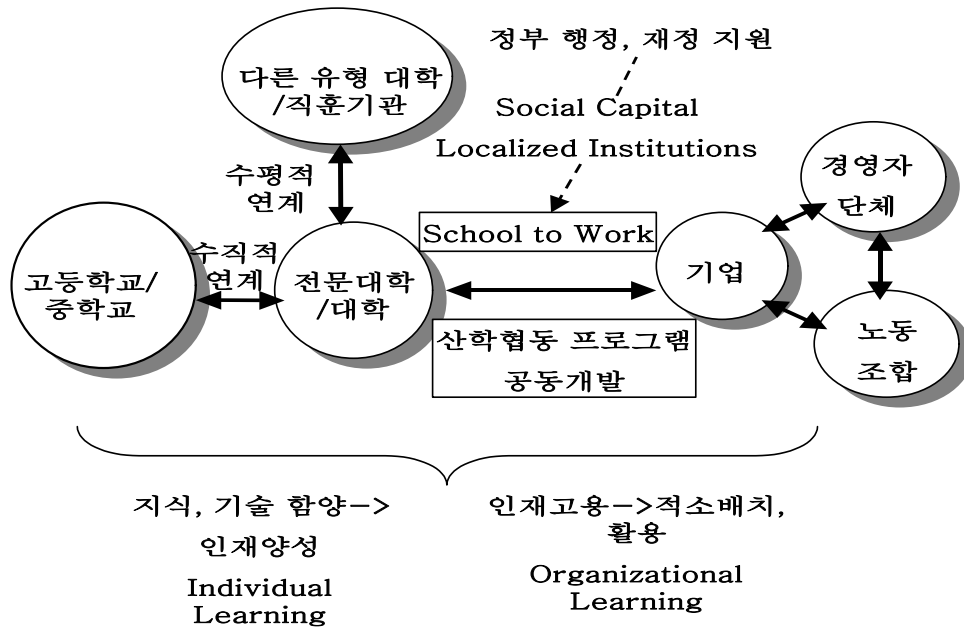 정부 행정, 재정 지원
다른 유형 대학
/직훈기관
Social Capital
Localized Institutions
수평적
연계
경영자
단체
School to Work
수직적
연계
고등학교/
중학교
전문대학
/대학
기업
산학협동 프로그램
공동개발
노동
조합
지식, 기술 함양->
인재양성
Individual
Learning
인재고용->적소배치,
활용
Organizational
Learning